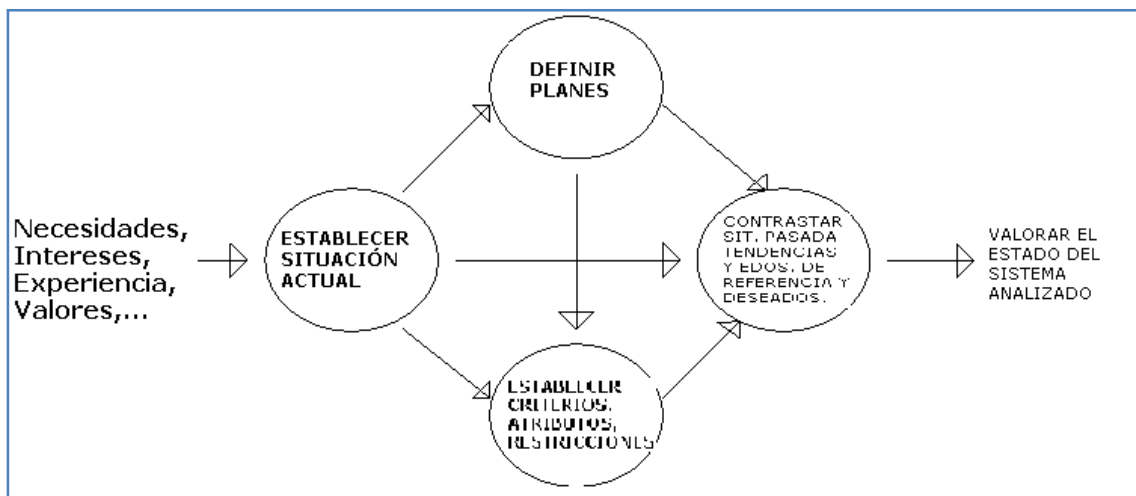 DEFINIR
PLANES
Necesidades,
Intereses,
Experiencia,
Valores,...
ESTABLECER
SITUACIÓN
ACTUAL
CONTRASTAR
SIT. PASADA
TENDENCIAS
Y EDOS. DE
REFERENCIA Y
DESEADOS.
VALORAR EL
ESTADO DEL
SISTEMA
ANALIZADO
ESTABLECER
CRITERIOS,
ATRIBUTOS,
RESTRICCIONES